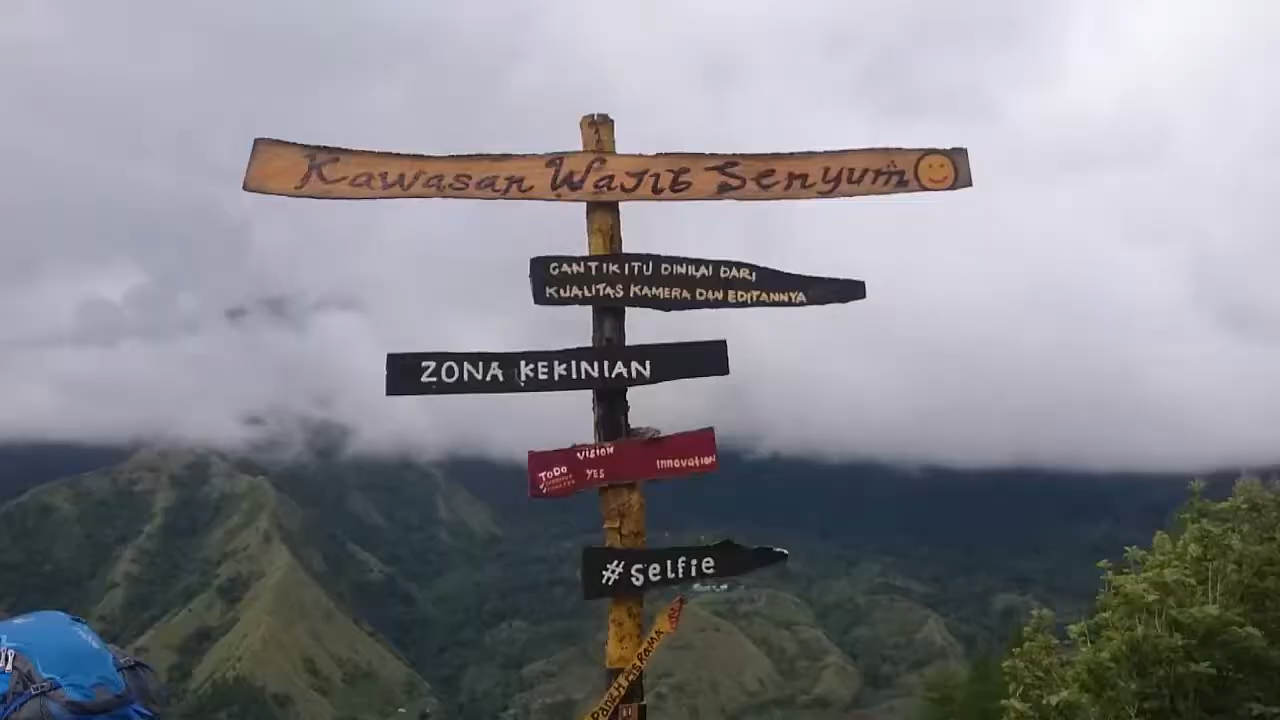 Kawasan Wajib Senyum
CANTIK ITU DINILAI DARI
KUALITAS KAMERA DAN EDITANNYA
ZONA KEKINIAN
VISION
TODO YES Innovation
#Selfie